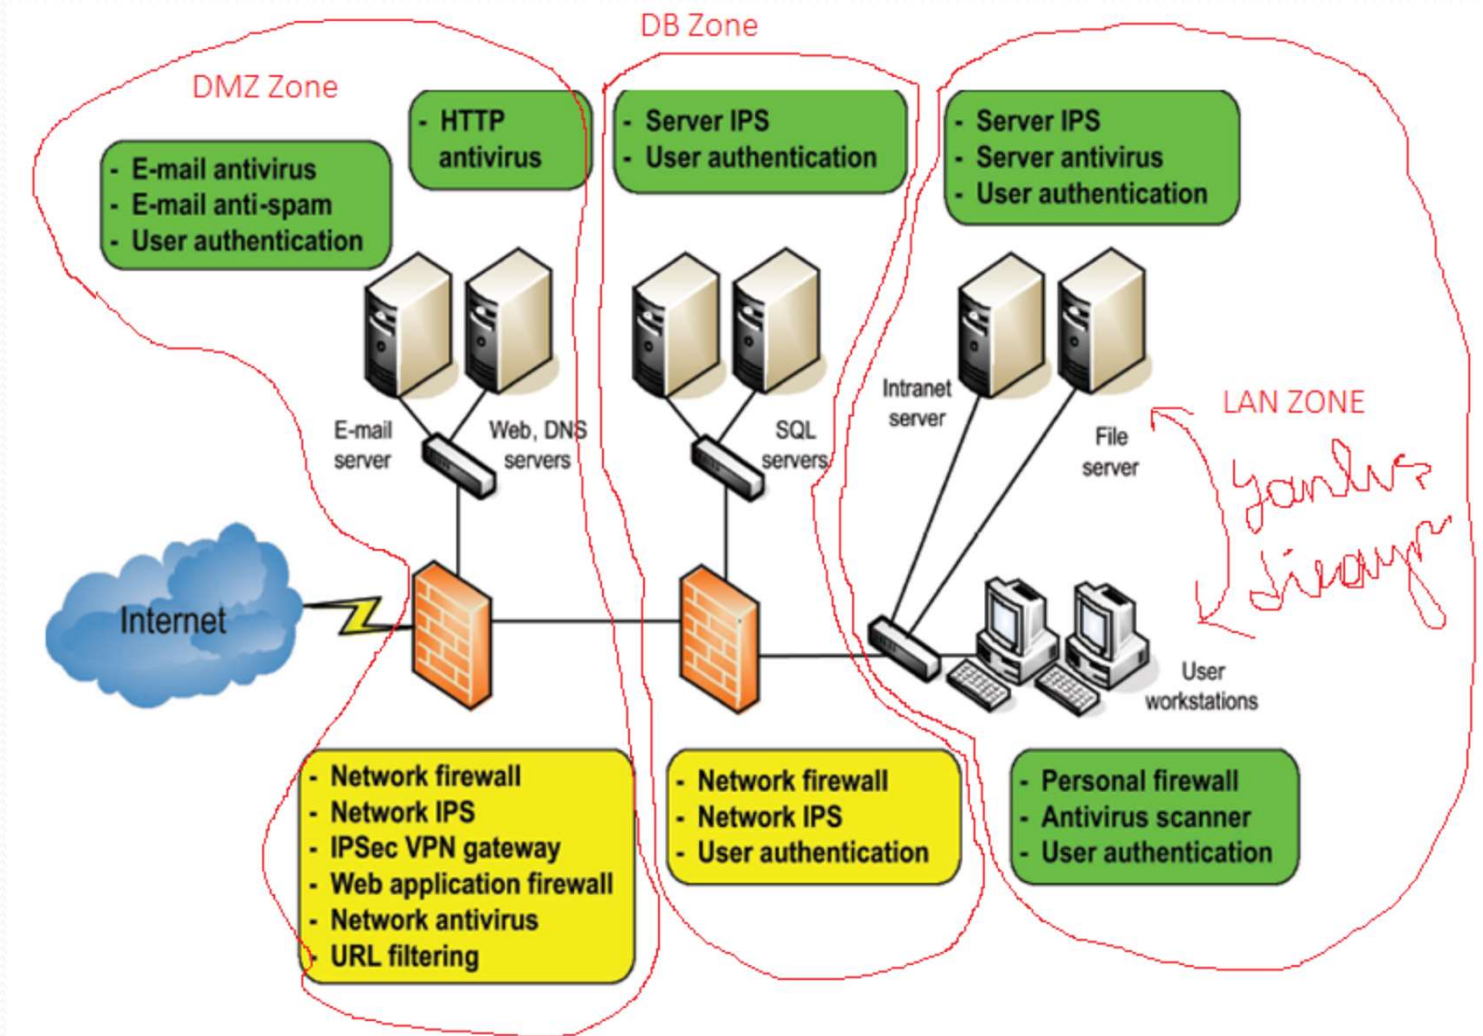 DB Zone
DMZ Zone
- HTTP
antivirus
- E-mail antivirus
- E-mail anti-spam
- User authentication
- Server IPS
- User authentication
- Server IPS
- Server antivirus
- User authentication
E-mail
server
Web, DNS
servers
SQL
servers
Intranet
server
File
server
LAN ZONE
Internet
User
workstations
- Network firewall
- Network IPS
- IPSec VPN gateway
- Web application firewall
- Network antivirus
- URL filtering
- Network firewall
- Network IPS
- User authentication
- Personal firewall
- Antivirus scanner
- User authentication